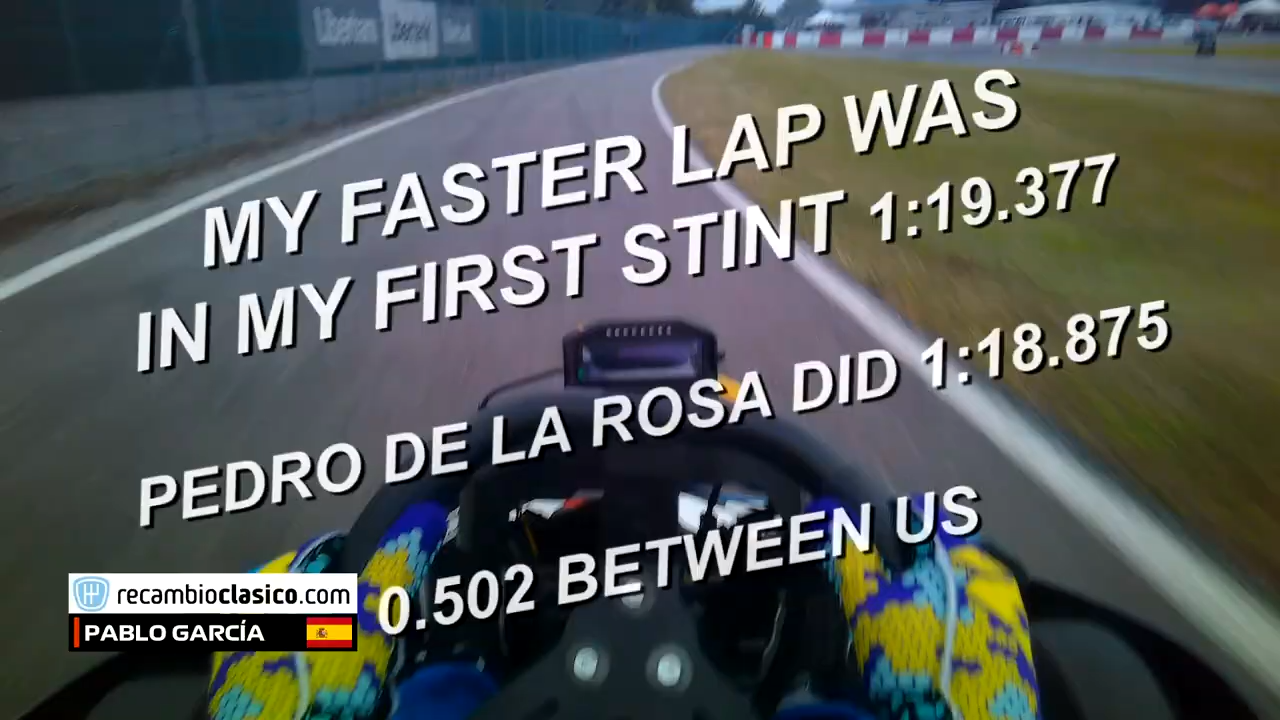 Liberbank
MY FASTER LAP WAS
IN MY FIRST STINT 1:19.377
PEDRO DE LA ROSA DID 1:18.875
0.502 BETWEEN US
recambioclasico.com
PABLO GARCÍA